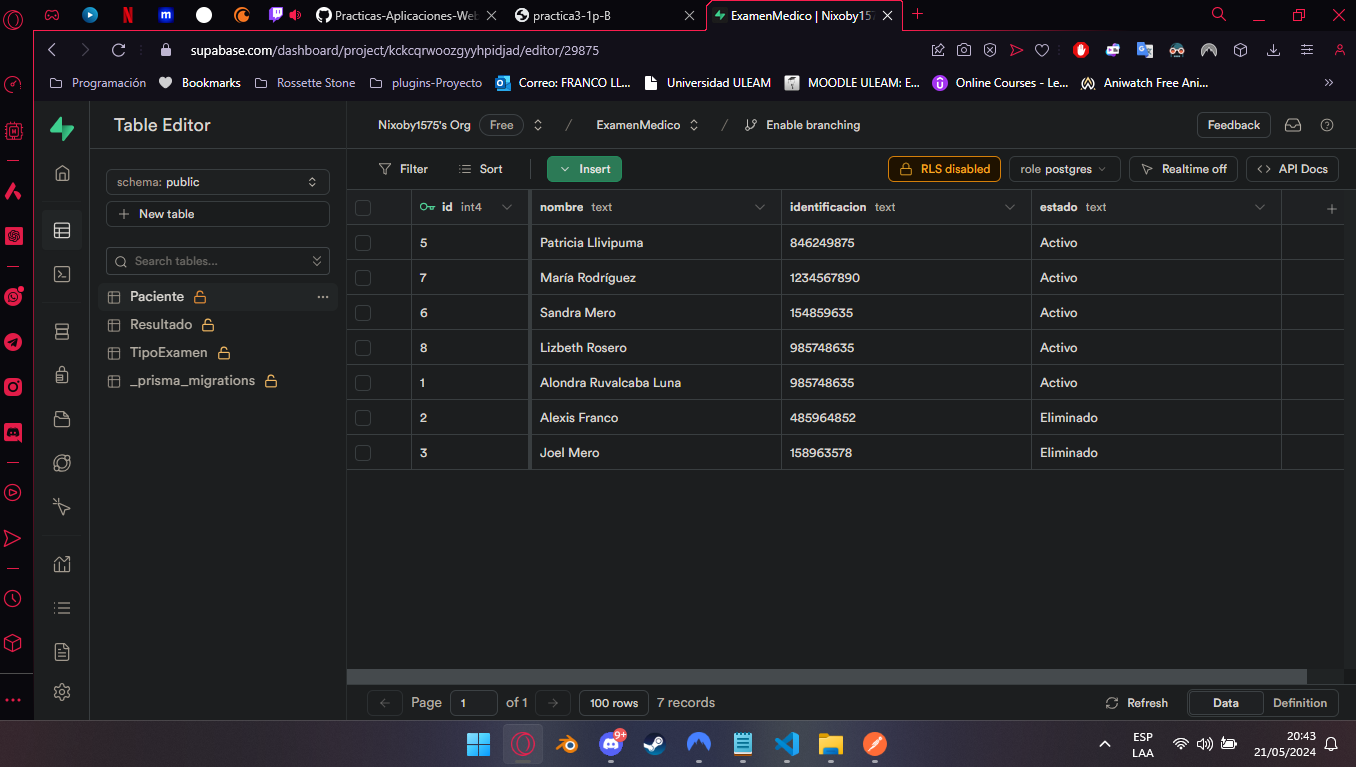 Practicas-Aplicaciones-Web
practica3-1p-B
ExamenMedico | Nixoby157
supabase.com/dashboard/project/kckcqrwoozgyyhpidjad/editor/29875
Programación
Bookmarks
Rossette Stone
plugins-Proyecto
Correo: FRANCO LL...
Universidad ULEAM
MOODLE ULEAM: E...
Online Courses - Le...
Aniwatch Free Ani...
Table Editor
Nixoby1575's Org Free / ExamenMedico / Enable branching
Feedback
schema: public
New table
Search tables...
Paciente
Resultado
TipoExamen
_prisma_migrations
Filter Sort Insert RLS disabled role postgres Realtime off API Docs
id int4 nombre text identificacion text estado text
5 Patricia Llivipuma 846249875 Activo
7 María Rodríguez 1234567890 Activo
6 Sandra Mero 154859635 Activo
8 Lizbeth Rosero 985748635 Activo
1 Alondra Ruvalcaba Luna 985748635 Activo
2 Alexis Franco 485964852 Eliminado
3 Joel Mero 158963578 Eliminado
Page 1 of 1 100 rows 7 records Refresh Data Definition
9+
ESP
LAA
20:43
21/05/2024